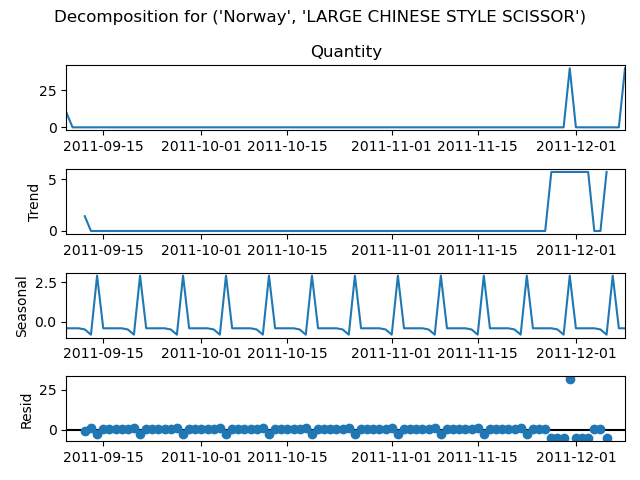 Decomposition for ('Norway', 'LARGE CHINESE STYLE SCISSOR')
Quantity
25
0
2011-09-15 2011-10-01 2011-10-15 2011-11-01 2011-11-15 2011-12-01
Trend
5
0
2011-09-15 2011-10-01 2011-10-15 2011-11-01 2011-11-15 2011-12-01
Seasonal
2.5
0.0
2011-09-15 2011-10-01 2011-10-15 2011-11-01 2011-11-15 2011-12-01
Resid
25
0
2011-09-15 2011-10-01 2011-10-15 2011-11-01 2011-11-15 2011-12-01